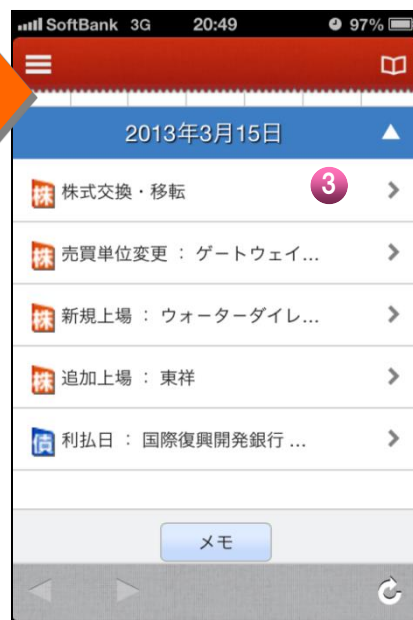 SoftBank 3G 20:49 97%
2013年3月15日
株 株式交換・移転 3
株 売買単位変更 : ゲートウェイ...
株 新規上場 : ウォーターダイレ...
株 追加上場 : 東祥
債 利払日 : 国際復興開発銀行 ...
メモ